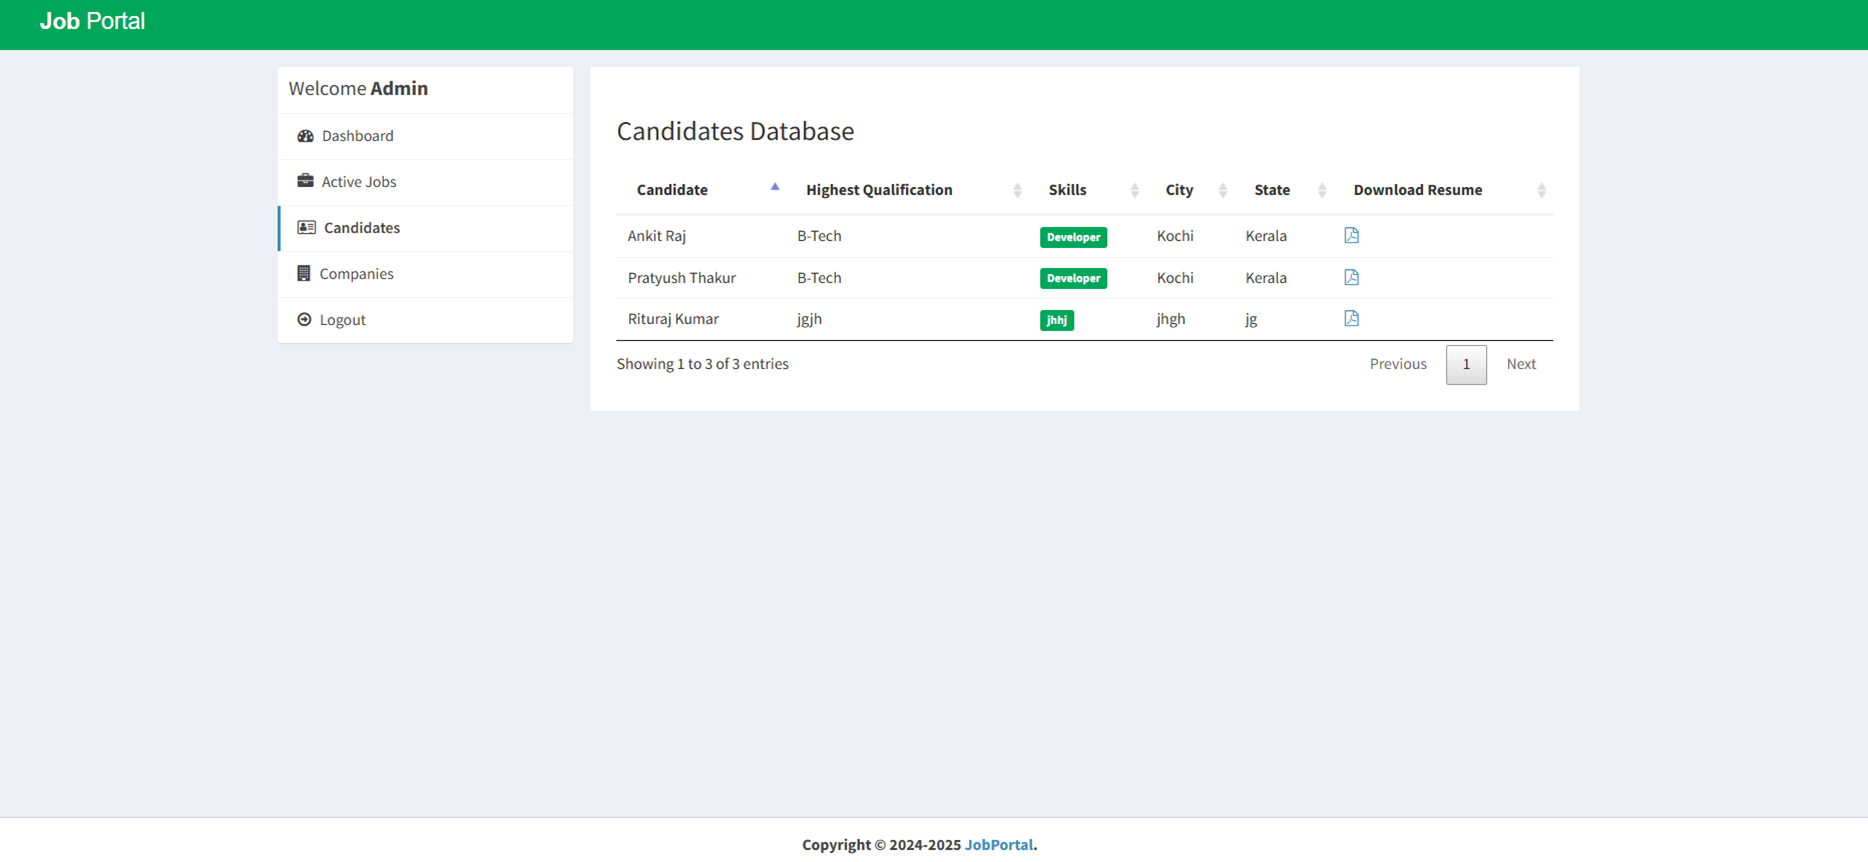 Job Portal
Welcome Admin
Dashboard
Active Jobs
Candidates
Companies
Logout
Candidates Database
Candidate Highest Qualification Skills City State Download Resume
Ankit Raj B-Tech Developer Kochi Kerala
Pratyush Thakur B-Tech Developer Kochi Kerala
Rituraj Kumar jgjh jhhj jhgh jg
Showing 1 to 3 of 3 entries Previous 1 Next
Copyright © 2024-2025 JobPortal.